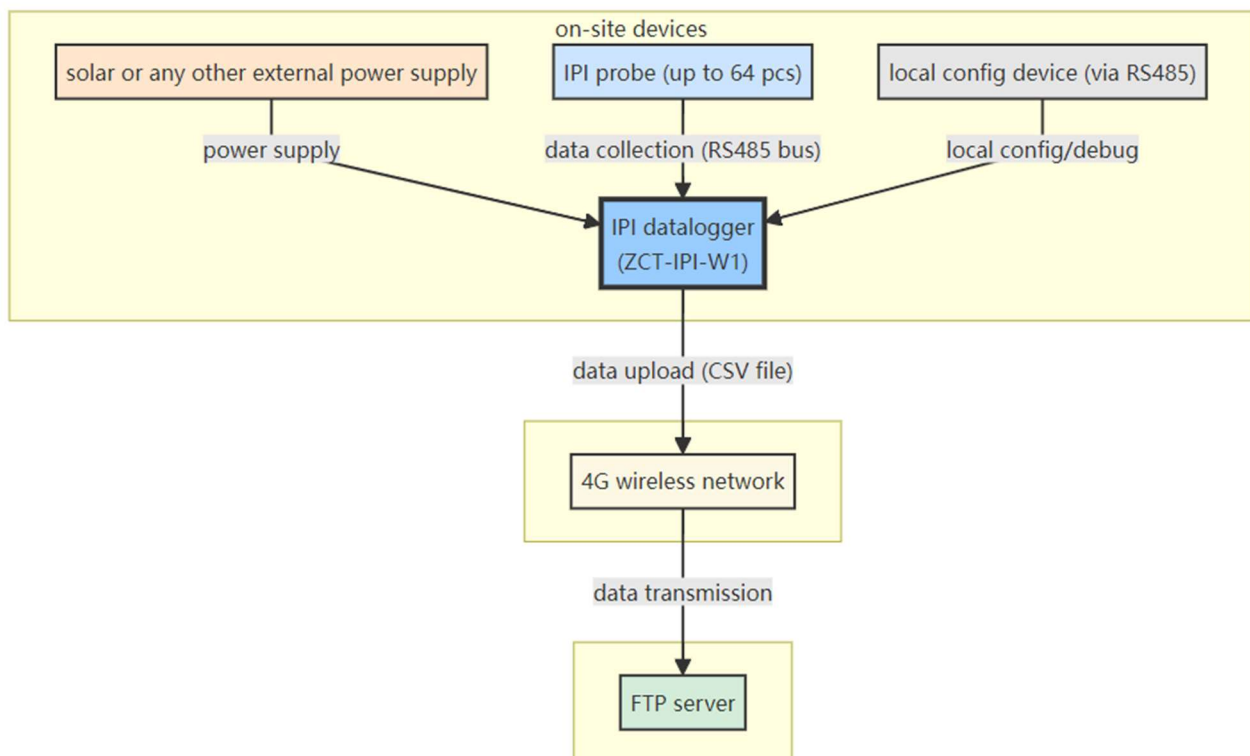 on-site devices
solar or any other external power supply
IPI probe (up to 64 pcs)
local config device (via RS485)
power supply
data collection (RS485 bus)
local config/debug
IPI datalogger
(ZCT-IPI-W1)
data upload (CSV file)
4G wireless network
data transmission
FTP server